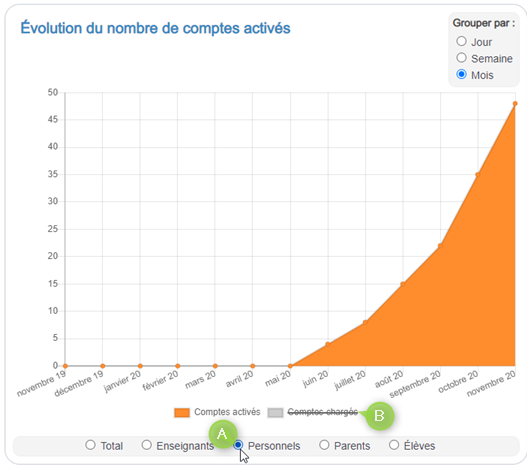 Évolution du nombre de comptes activés
Grouper par :
Jour
Semaine
Mois
50
45
40
35
30
25
20
15
10
5
0
novembre 19 décembre 19 janvier 20 février 20 mars 20 avril 20 mai 20 juin 20 juillet 20 août 20 septembre 20 octobre 20 novembre 20
Comptes activés Comptes chargés B
A
Total Enseignants Personnels Parents Élèves